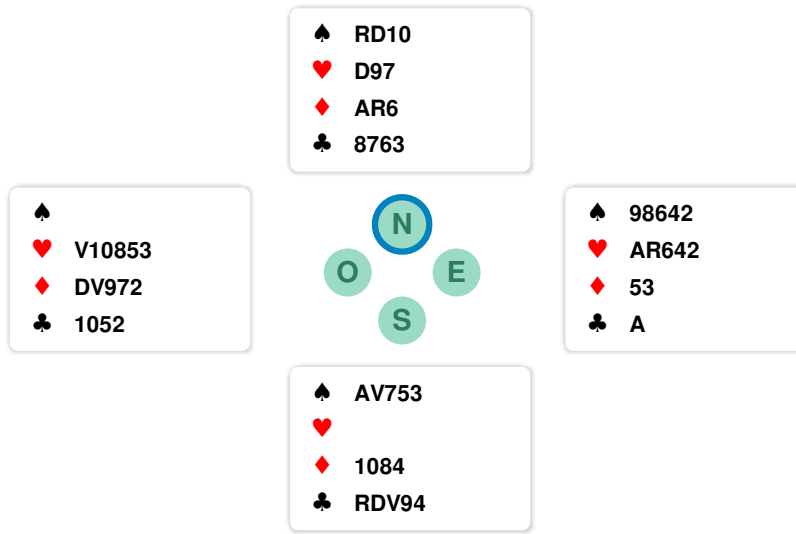 ♠ RD10
♥ D97
♦ AR6
♣ 8763
♠
♥ V10853
♦ DV972
♣ 1052
N
O E
S
♠ 98642
♥ AR642
♦ 53
♣ A
♠ AV753
♥
♦ 1084
♣ RDV94